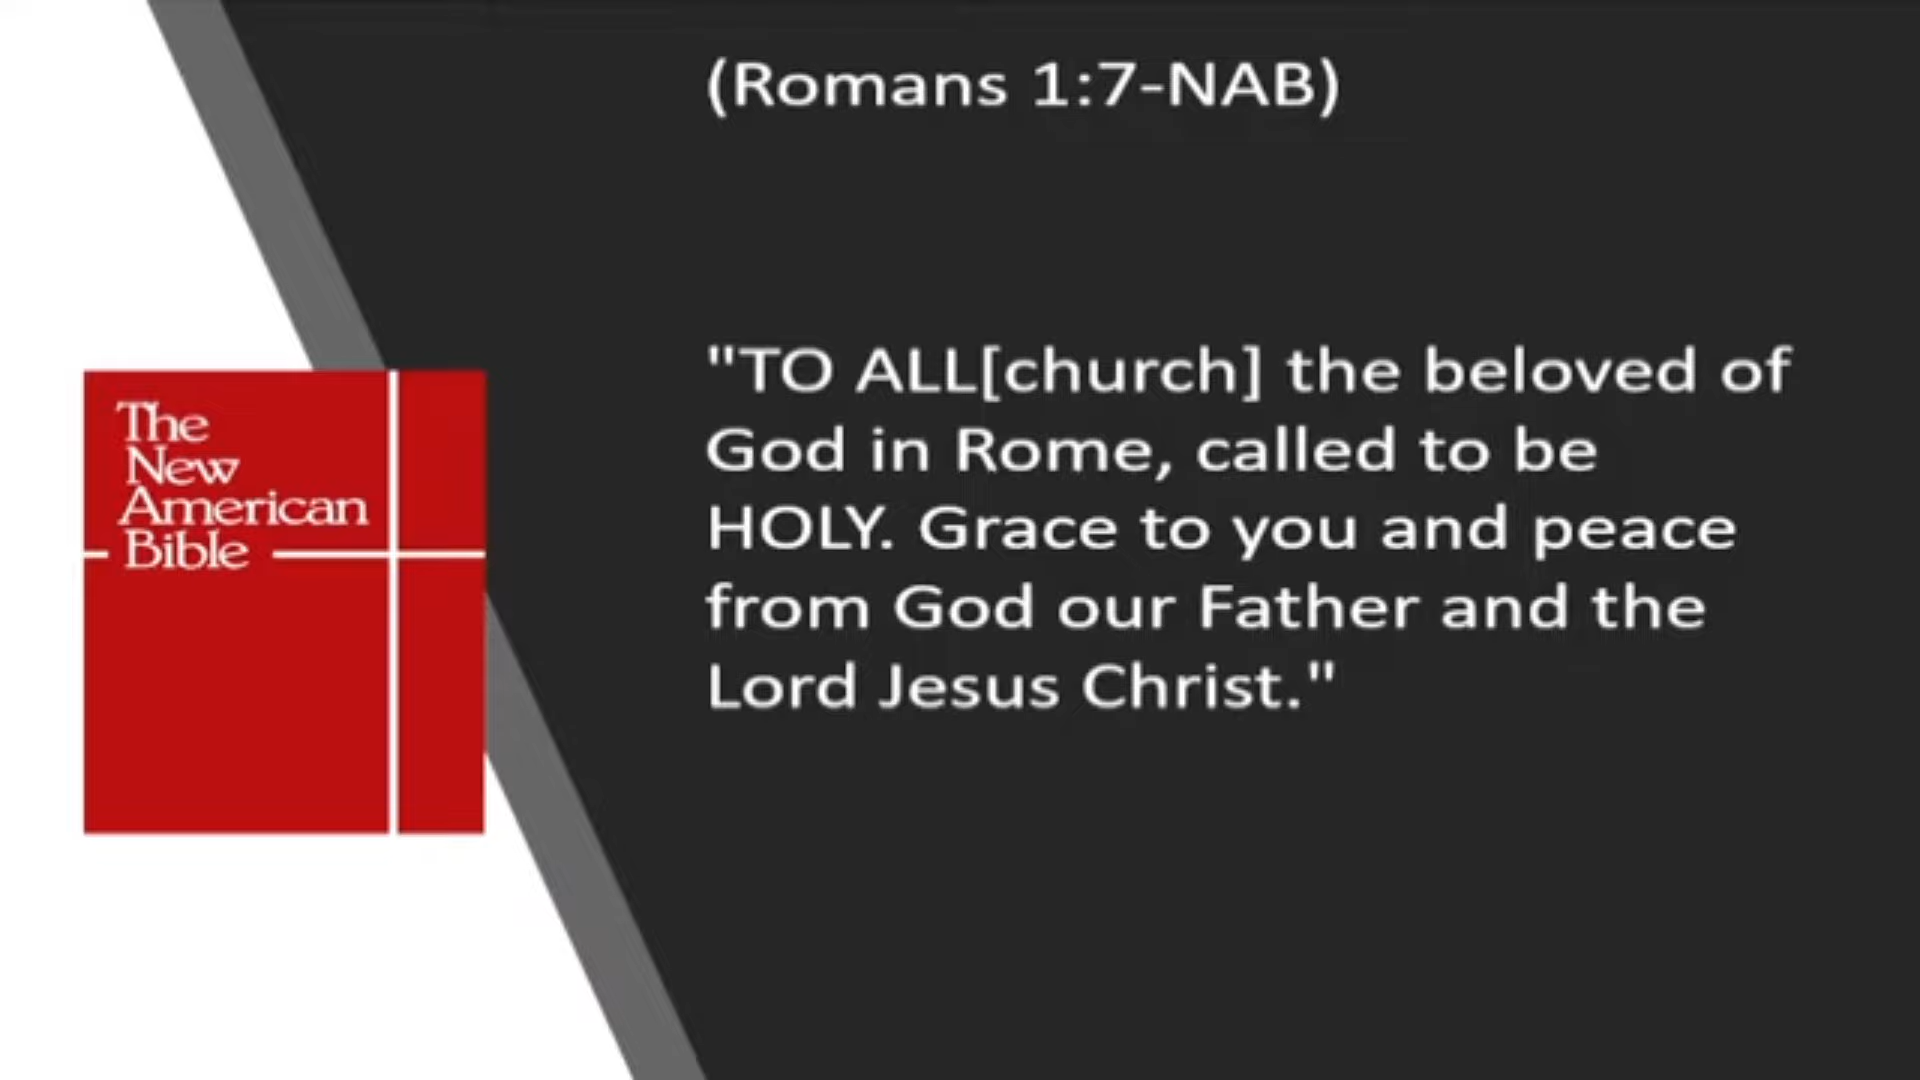 (Romans 1:7-NAB)
The
New
American
Bible
"TO ALL[church] the beloved of
God in Rome, called to be
HOLY. Grace to you and peace
from God our Father and the
Lord Jesus Christ."